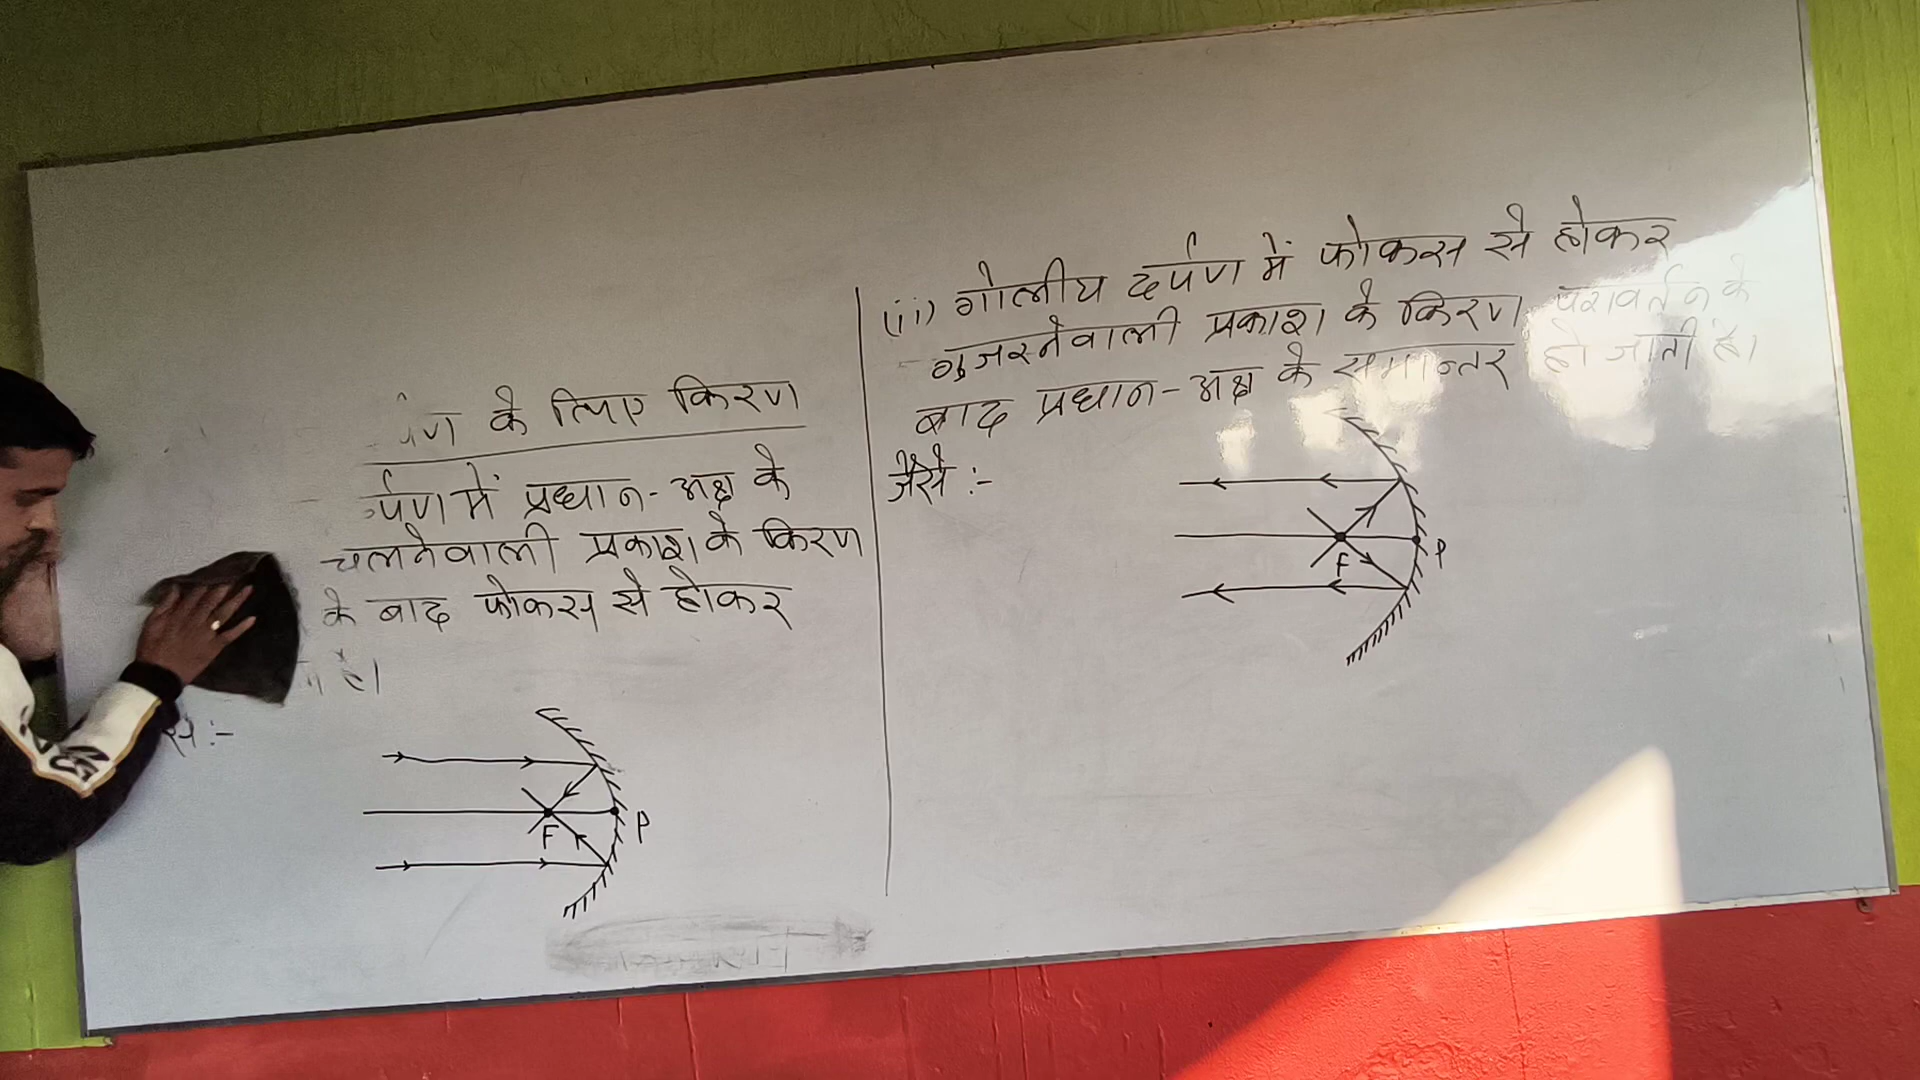 के लिए किरण
में प्रधान-अक्ष के
चलनेवाली प्रकाश के किरण
के बाद फोकस से होकर
है।
F
P
(ii) गोलीय दर्पण में फोकस से होकर
गुजरनेवाली प्रकाश के किरण परावर्तन के
बाद प्रधान-अक्ष के समान्तर हो जाती है।
जैसे :-
F
P